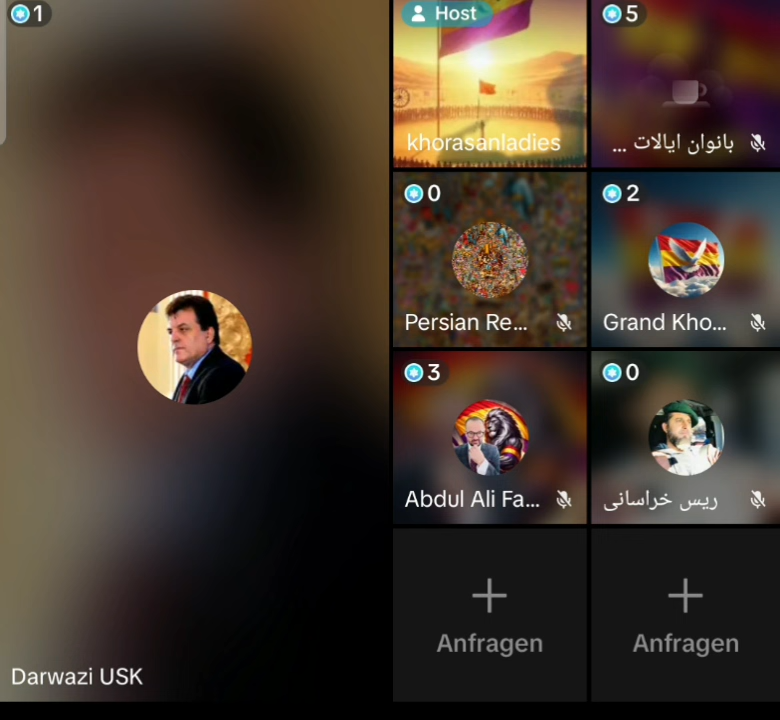 1
Host
5
khorasanladies
بانوان ایالات ...
0
2
Persian Re...
Grand Kho...
3
0
Abdul Ali Fa...
ریس خراسانی
Anfragen
Anfragen
Darwazi USK